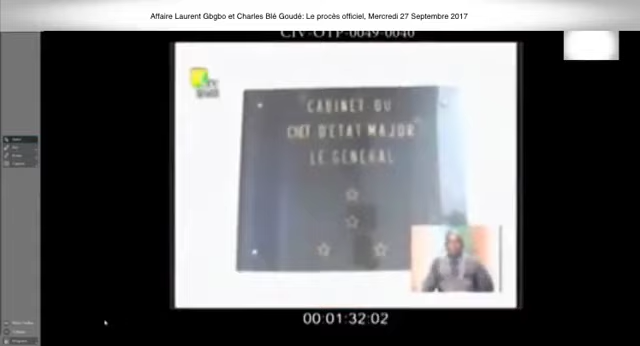 Affaire Laurent Gbgbo et Charles Blé Goudé: Le procès officiel, Mercredi 27 Septembre 2017
CIV-OTP-0049-0040
CABINET DU
CHEF D'ETAT MAJOR
LE GENERAL
00:01:32:02